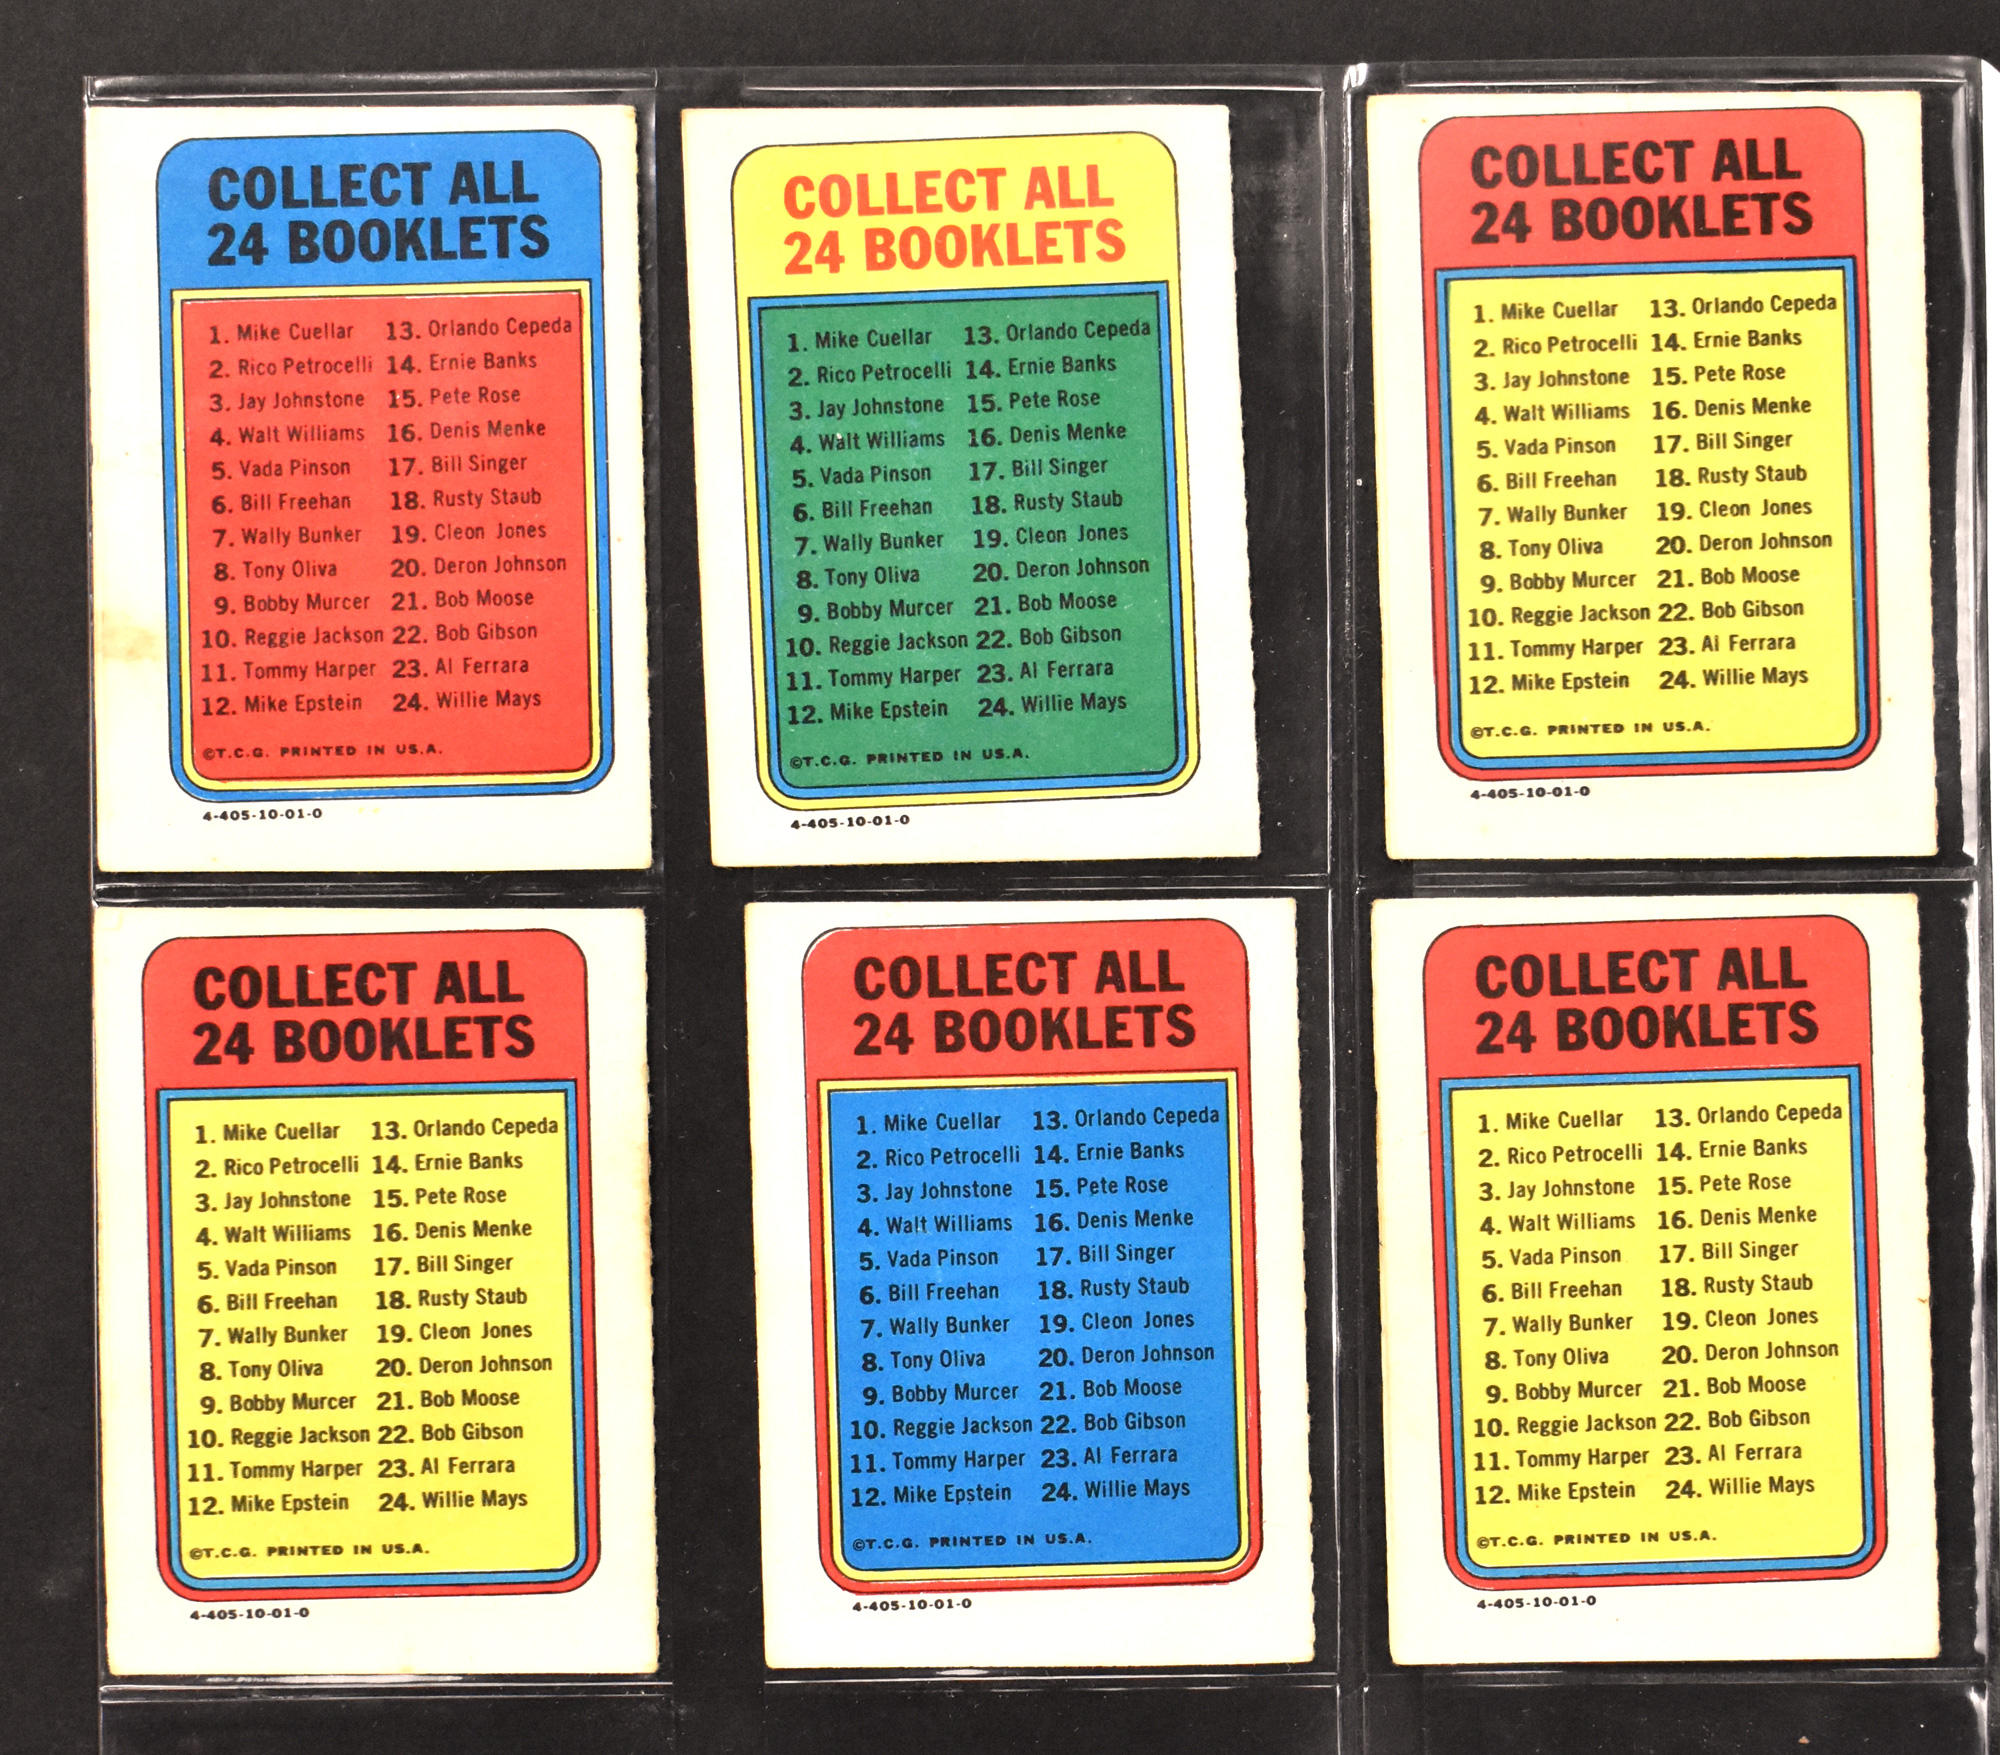 COLLECT ALL
24 BOOKLETS
1. Mike Cuellar 13. Orlando Cepeda
2. Rico Petrocelli 14. Ernie Banks
3. Jay Johnstone 15. Pete Rose
4. Walt Williams 16. Denis Menke
5. Vada Pinson 17. Bill Singer
6. Bill Freehan 18. Rusty Staub
7. Wally Bunker 19. Cleon Jones
8. Tony Oliva 20. Deron Johnson
9. Bobby Murcer 21. Bob Moose
10. Reggie Jackson 22. Bob Gibson
11. Tommy Harper 23. Al Ferrara
12. Mike Epstein 24. Willie Mays
©T.C.G. PRINTED IN U.S.A.
4-405-10-01-0
COLLECT ALL
24 BOOKLETS
1. Mike Cuellar 13. Orlando Cepeda
2. Rico Petrocelli 14. Ernie Banks
3. Jay Johnstone 15. Pete Rose
4. Walt Williams 16. Denis Menke
5. Vada Pinson 17. Bill Singer
6. Bill Freehan 18. Rusty Staub
7. Wally Bunker 19. Cleon Jones
8. Tony Oliva 20. Deron Johnson
9. Bobby Murcer 21. Bob Moose
10. Reggie Jackson 22. Bob Gibson
11. Tommy Harper 23. Al Ferrara
12. Mike Epstein 24. Willie Mays
©T.C.G. PRINTED IN U.S.A.
4-405-10-01-0
COLLECT ALL
24 BOOKLETS
1. Mike Cuellar 13. Orlando Cepeda
2. Rico Petrocelli 14. Ernie Banks
3. Jay Johnstone 15. Pete Rose
4. Walt Williams 16. Denis Menke
5. Vada Pinson 17. Bill Singer
6. Bill Freehan 18. Rusty Staub
7. Wally Bunker 19. Cleon Jones
8. Tony Oliva 20. Deron Johnson
9. Bobby Murcer 21. Bob Moose
10. Reggie Jackson 22. Bob Gibson
11. Tommy Harper 23. Al Ferrara
12. Mike Epstein 24. Willie Mays
©T.C.G. PRINTED IN U.S.A.
4-405-10-01-0
COLLECT ALL
24 BOOKLETS
1. Mike Cuellar 13. Orlando Cepeda
2. Rico Petrocelli 14. Ernie Banks
3. Jay Johnstone 15. Pete Rose
4. Walt Williams 16. Denis Menke
5. Vada Pinson 17. Bill Singer
6. Bill Freehan 18. Rusty Staub
7. Wally Bunker 19. Cleon Jones
8. Tony Oliva 20. Deron Johnson
9. Bobby Murcer 21. Bob Moose
10. Reggie Jackson 22. Bob Gibson
11. Tommy Harper 23. Al Ferrara
12. Mike Epstein 24. Willie Mays
©T.C.G. PRINTED IN U.S.A.
4-405-10-01-0
COLLECT ALL
24 BOOKLETS
1. Mike Cuellar 13. Orlando Cepeda
2. Rico Petrocelli 14. Ernie Banks
3. Jay Johnstone 15. Pete Rose
4. Walt Williams 16. Denis Menke
5. Vada Pinson 17. Bill Singer
6. Bill Freehan 18. Rusty Staub
7. Wally Bunker 19. Cleon Jones
8. Tony Oliva 20. Deron Johnson
9. Bobby Murcer 21. Bob Moose
10. Reggie Jackson 22. Bob Gibson
11. Tommy Harper 23. Al Ferrara
12. Mike Epstein 24. Willie Mays
©T.C.G. PRINTED IN U.S.A.
4-405-10-01-0
COLLECT ALL
24 BOOKLETS
1. Mike Cuellar 13. Orlando Cepeda
2. Rico Petrocelli 14. Ernie Banks
3. Jay Johnstone 15. Pete Rose
4. Walt Williams 16. Denis Menke
5. Vada Pinson 17. Bill Singer
6. Bill Freehan 18. Rusty Staub
7. Wally Bunker 19. Cleon Jones
8. Tony Oliva 20. Deron Johnson
9. Bobby Murcer 21. Bob Moose
10. Reggie Jackson 22. Bob Gibson
11. Tommy Harper 23. Al Ferrara
12. Mike Epstein 24. Willie Mays
©T.C.G. PRINTED IN U.S.A.
4-405-10-01-0